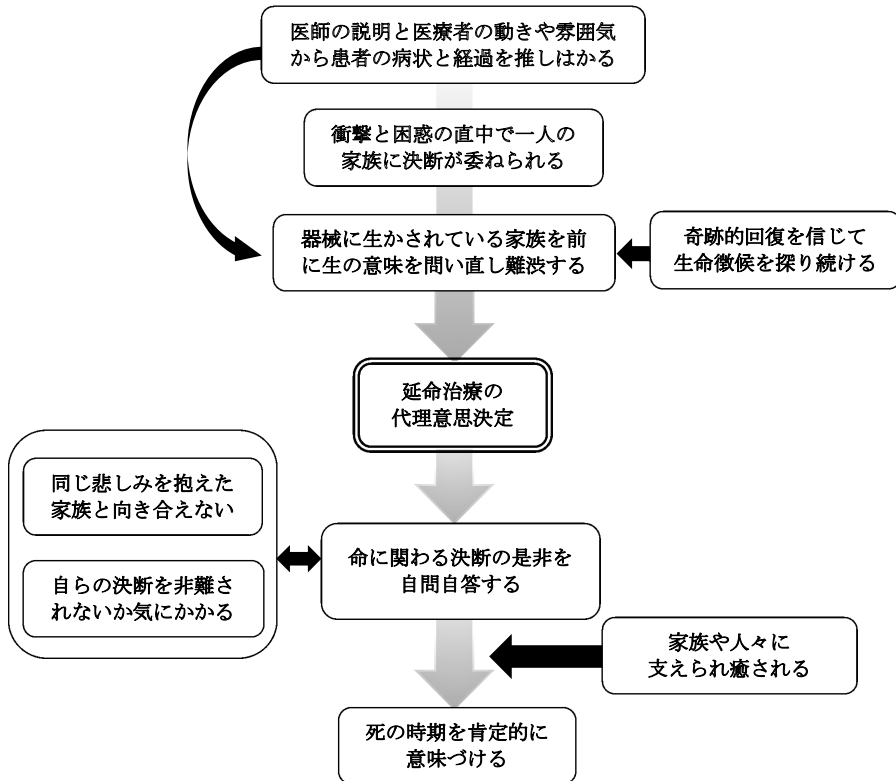 医師の説明と医療者の動きや雰囲気
から患者の病状と経過を推しはかる
衝撃と困惑の直中で一人の
家族に決断が委ねられる
器械に生かされている家族を前
に生の意味を問い直し難渋する
奇跡的回復を信じて
生命徴候を探り続ける
延命治療の
代理意思決定
同じ悲しみを抱えた
家族と向き合えない
自らの決断を非難さ
れないか気にかかる
命に関わる決断の是非を
自問自答する
家族や人々に
支えられ癒される
死の時期を肯定的に
意味づける